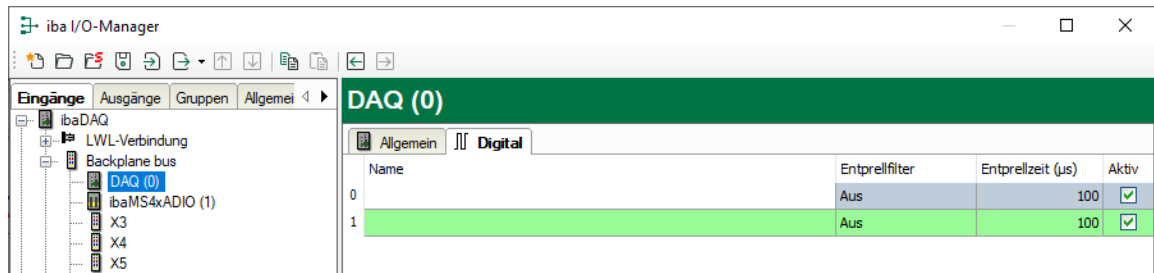 iba I/O-Manager
Eingänge Ausgänge Gruppen Allgemei
ibaDAQ
LWL-Verbindung
Backplane bus
DAQ (0)
ibaMS4xADIO (1)
X3
X4
X5
DAQ (0)
Allgemein Digital
Name Entprellfilter Entprellzeit (µs) Aktiv
0 Aus 100
1 Aus 100